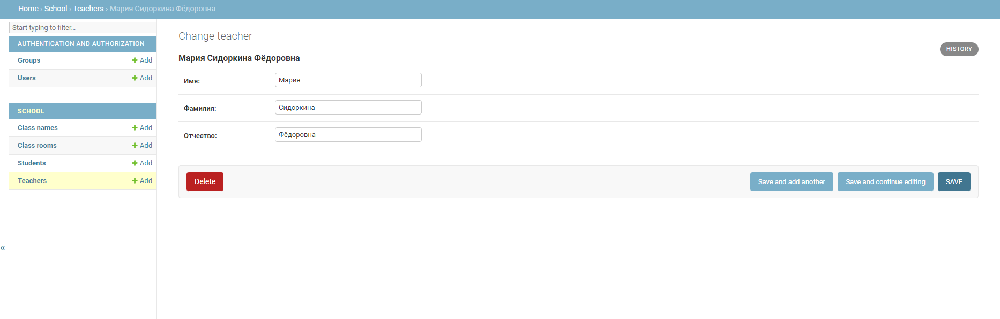 Home › School › Teachers › Мария Сидоркина Фёдоровна
Start typing to filter...
AUTHENTICATION AND AUTHORIZATION
Groups + Add
Users + Add
SCHOOL
Class names + Add
Class rooms + Add
Students + Add
Teachers + Add
«
Change teacher
HISTORY
Мария Сидоркина Фёдоровна
Имя: Мария
Фамилия: Сидоркина
Отчество: Фёдоровна
Delete Save and add another Save and continue editing SAVE